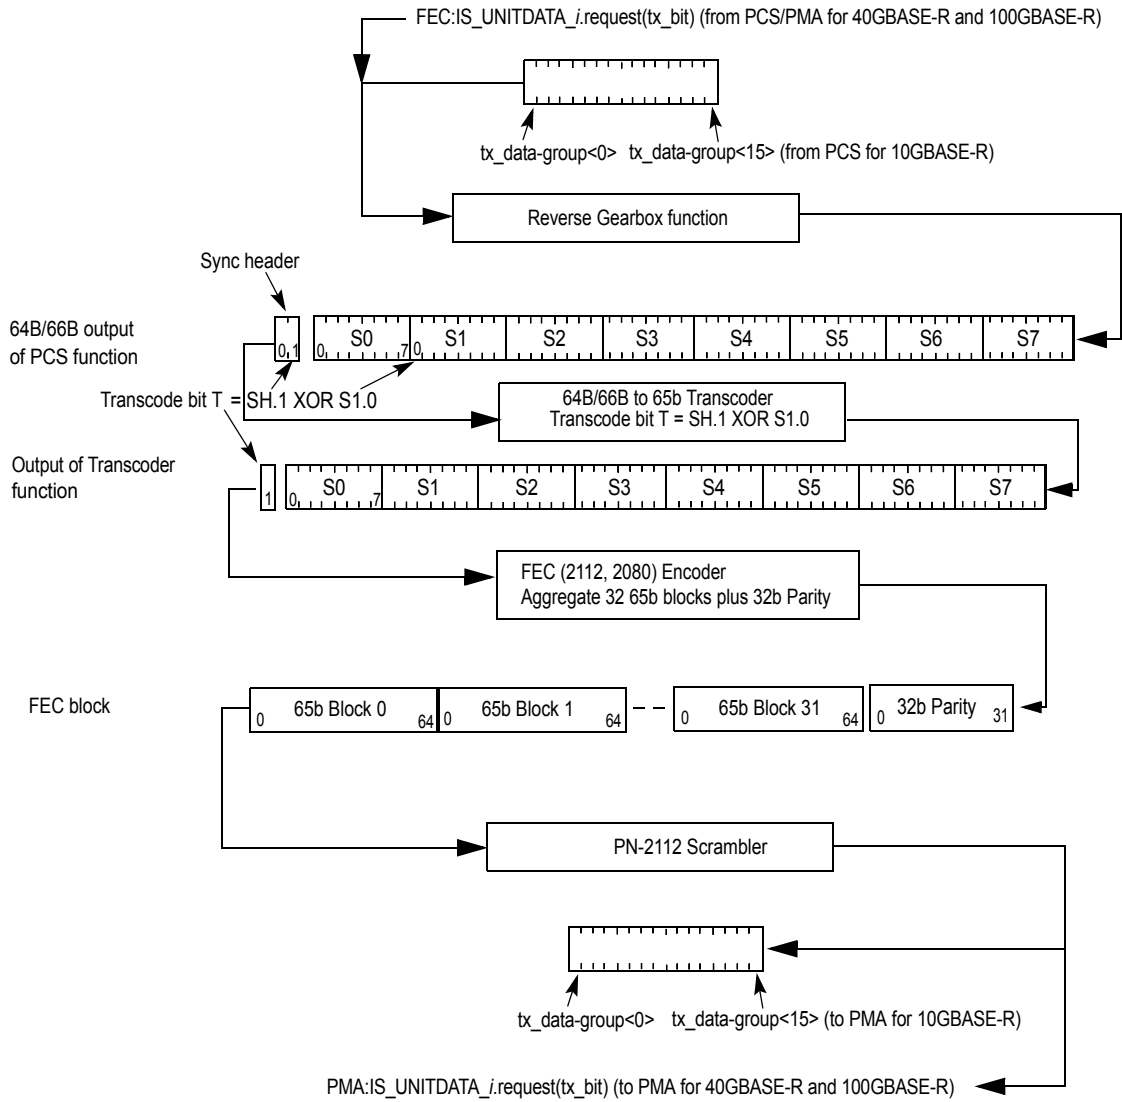 FEC:IS_UNITDATA_i.request(tx_bit) (from PCS/PMA for 40GBASE-R and 100GBASE-R)
tx_data-group<0> tx_data-group<15> (from PCS for 10GBASE-R)
Reverse Gearbox function
Sync header
64B/66B output
of PCS function
0 1 0 S0 7 0 S1 S2 S3 S4 S5 S6 S7
Transcode bit T = SH.1 XOR S1.0
64B/66B to 65b Transcoder
Transcode bit T = SH.1 XOR S1.0
Output of Transcoder
function
1 0 S0 7 S1 S2 S3 S4 S5 S6 S7
FEC (2112, 2080) Encoder
Aggregate 32 65b blocks plus 32b Parity
FEC block
0 65b Block 0 64 0 65b Block 1 64 0 65b Block 31 64 0 32b Parity 31
PN-2112 Scrambler
tx_data-group<0> tx_data-group<15> (to PMA for 10GBASE-R)
PMA:IS_UNITDATA_i.request(tx_bit) (to PMA for 40GBASE-R and 100GBASE-R)